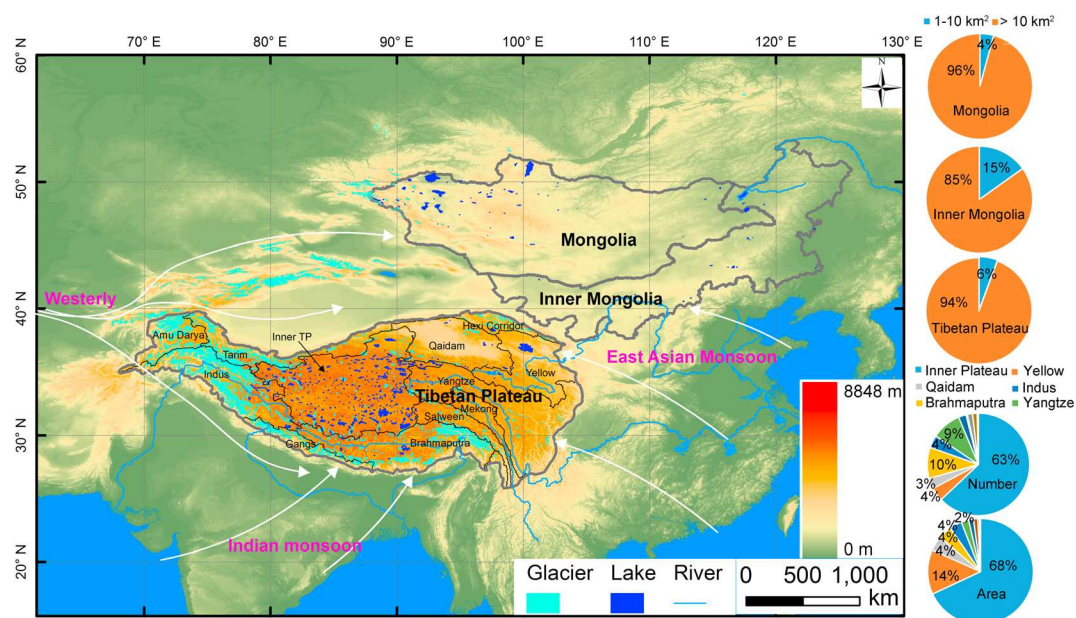 1-10 km² > 10 km²
70° E 80° E 90° E 100° E 110° E 120° E 130° E
60° N
50° N
40° N
30° N
20° N
N
Mongolia
Inner Mongolia
Westerly
Amu Darya
Inner TP
Hexi Corridor
Qaidam
Tarim
Indus
Yangtze
Yellow
East Asian Monsoon
Tibetan Plateau
Mekong
Salween
Gangs
Brahmaputra
Indian monsoon
8848 m
0 m
Glacier Lake River
0 500 1,000
km
4%
96%
Mongolia
15%
85%
Inner Mongolia
6%
94%
Tibetan Plateau
Inner Plateau Yellow
Qaidam Indus
Brahmaputra Yangtze
9%
4%
63%
10%
3%
Number
4%
2%
4%
4%
68%
4%
14%
Area